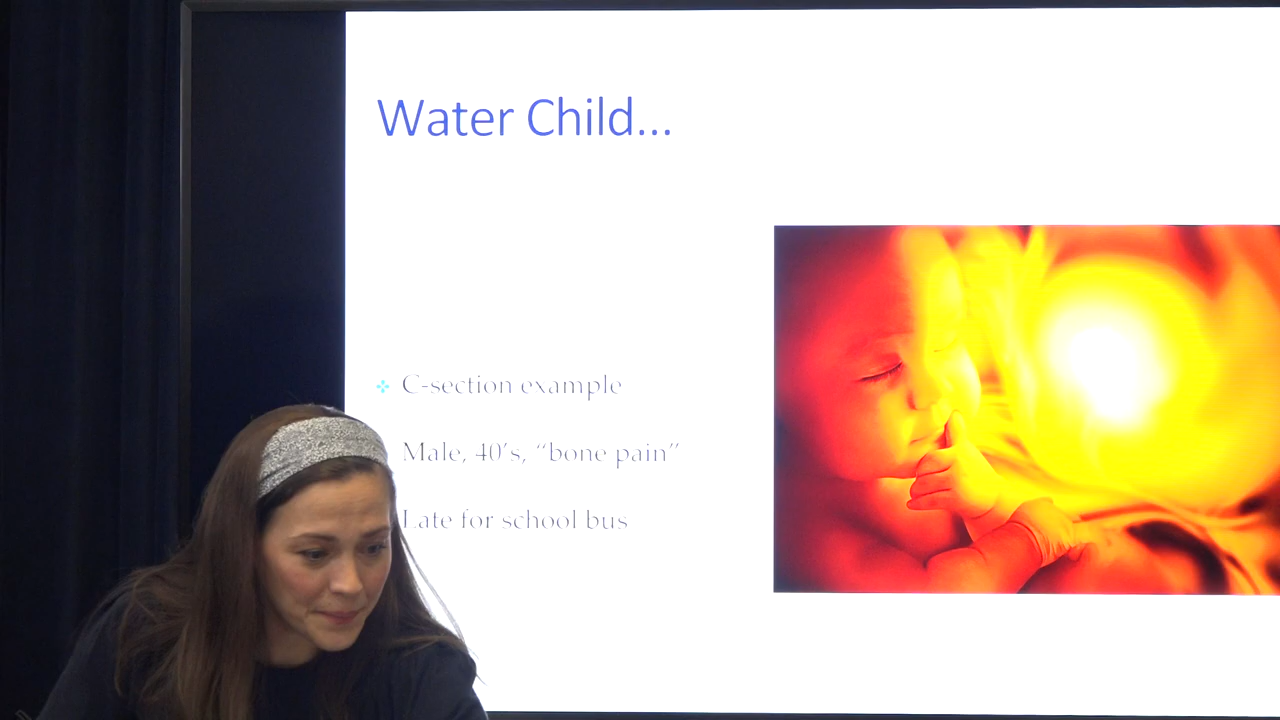 Water Child...
C-section example
Male, 40's, “bone pain”
Late for school bus